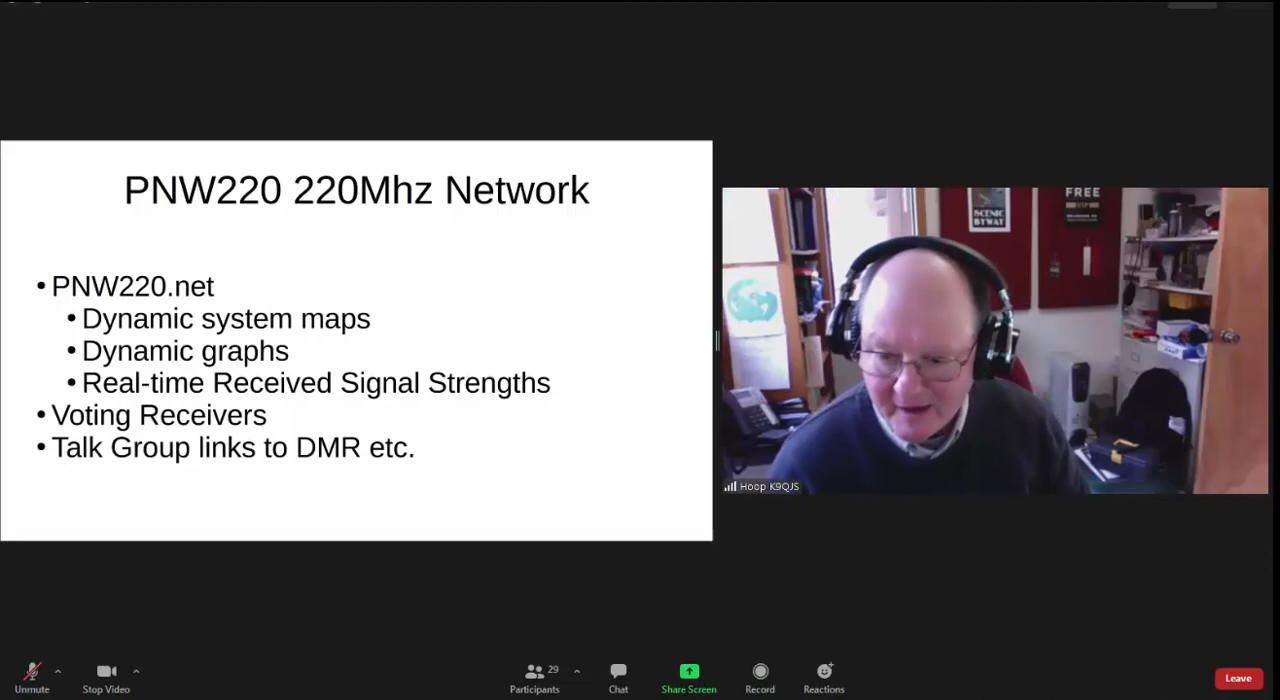 PNW220 220Mhz Network
• PNW220.net
• Dynamic system maps
• Dynamic graphs
• Real-time Received Signal Strengths
• Voting Receivers
• Talk Group links to DMR etc.
SCENIC
BYWAY
FREE
VIP
Hoop K9QJS
Unmute
Stop Video
29
Participants
Chat
Share Screen
Record
Reactions
Leave